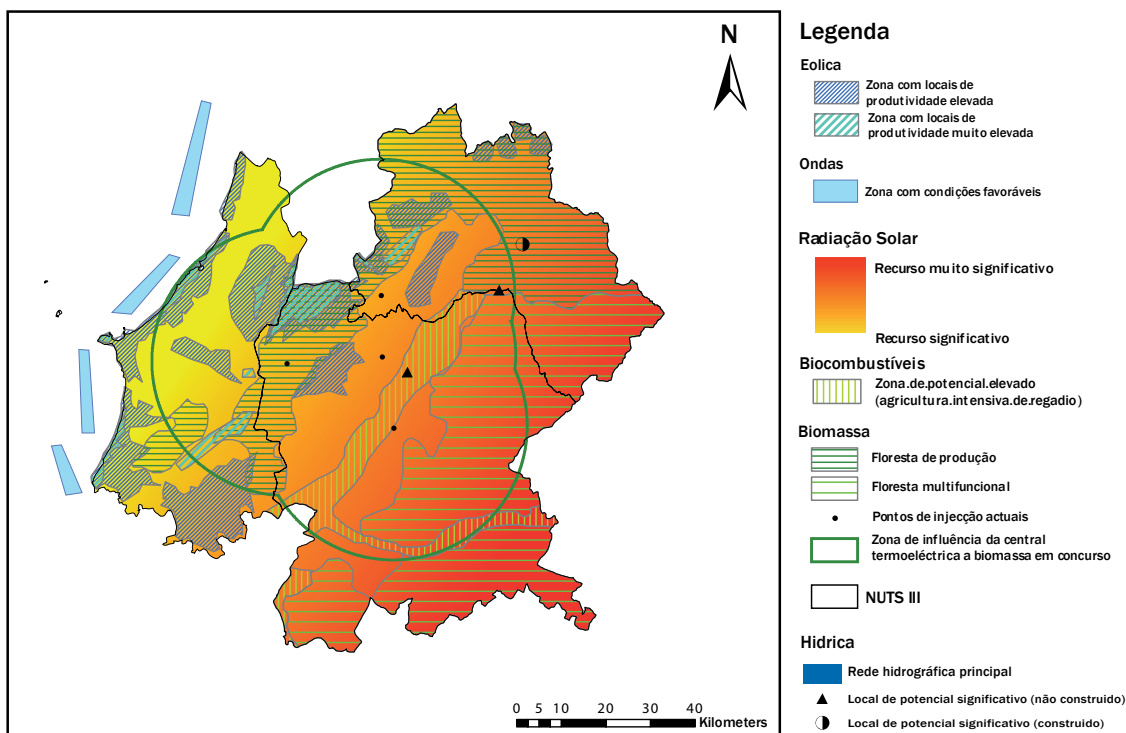 N
0 5 10 20 30 40
Kilometers
Legenda
Eolica
Zona com locais de
produtividade elevada
Zona com locais de
produtividade muito elevada
Ondas
Zona com condições favoráveis
Radiação Solar
Recurso muito significativo
Recurso significativo
Biocombustíveis
Zona.de.potencial.elevado
(agricultura.intensiva.de.regadio)
Biomassa
Floresta de produção
Floresta multifuncional
Pontos de injecção actuais
Zona de influência da central
termoeléctrica a biomassa em concurso
NUTS III
Hidrica
Rede hidrográfica principal
Local de potencial significativo (não construido)
Local de potencial significativo (construido)